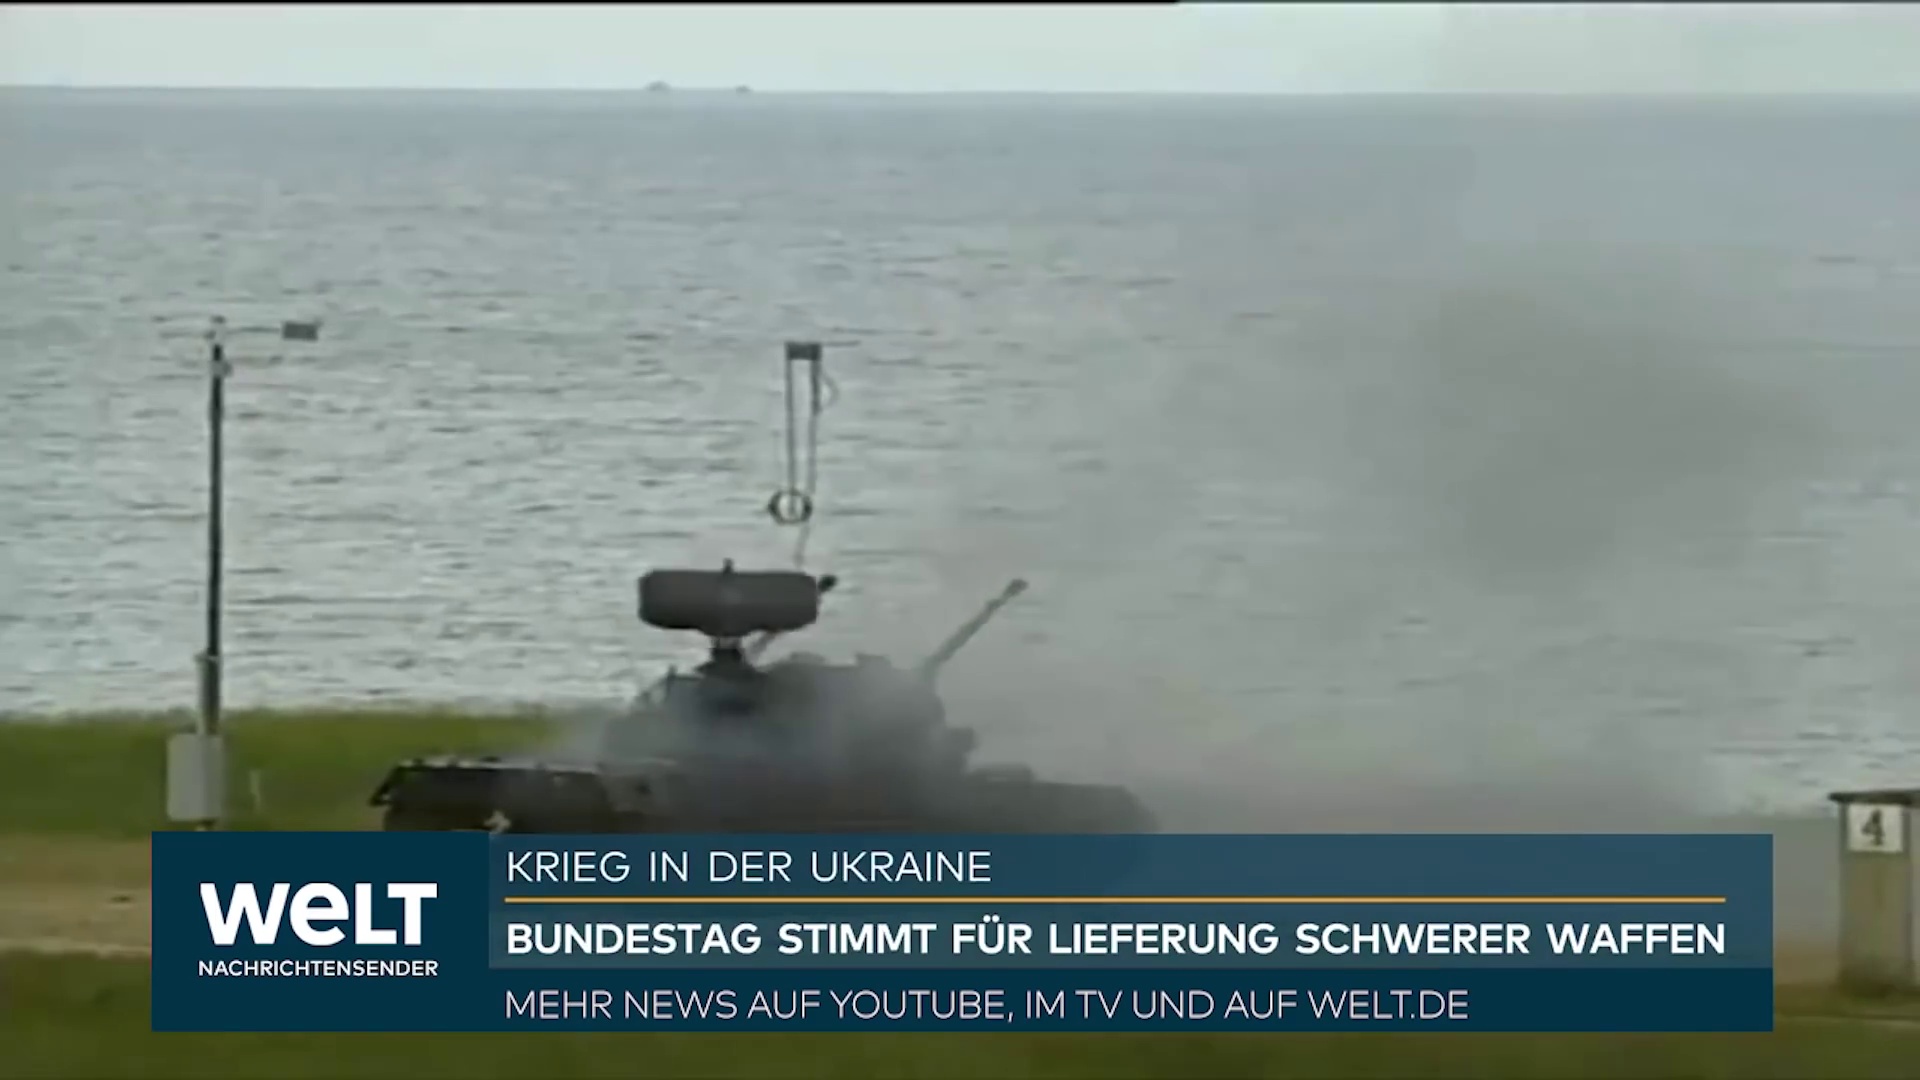 4
WELT
NACHRICHTENSENDER
KRIEG IN DER UKRAINE
BUNDESTAG STIMMT FÜR LIEFERUNG SCHWERER WAFFEN
MEHR NEWS AUF YOUTUBE, IM TV UND AUF WELT.DE